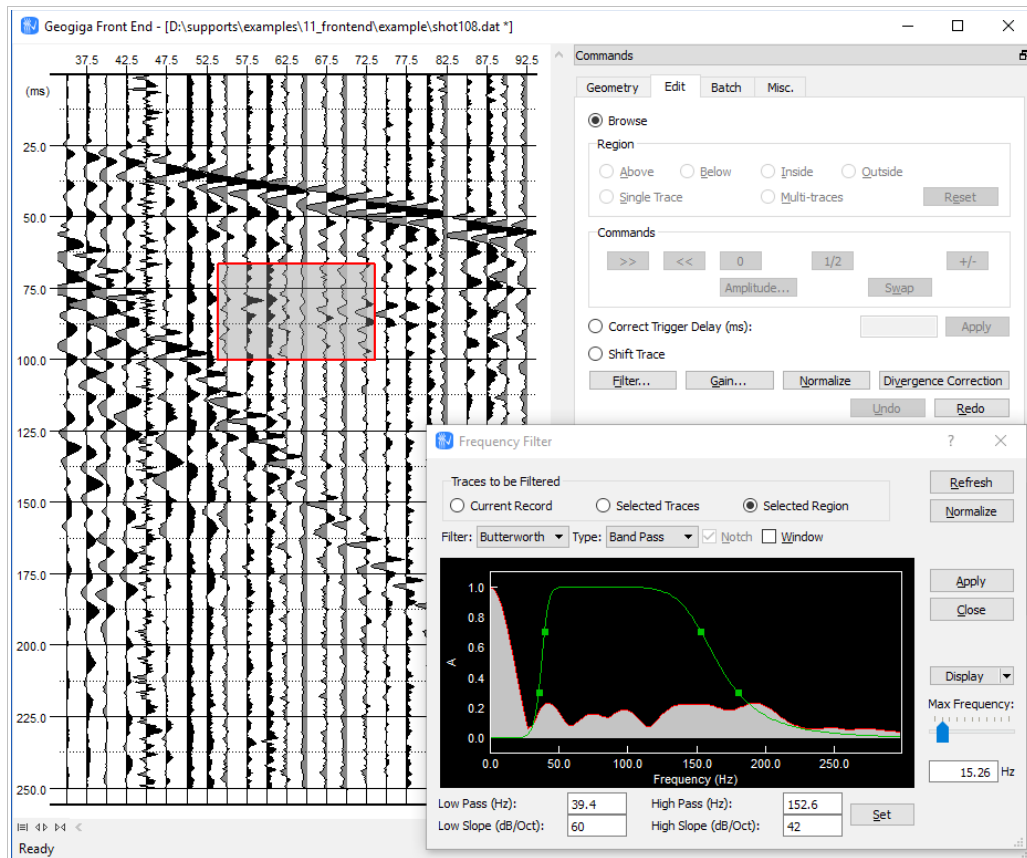 Geogiga Front End - [D:\supports\examples\11_frontend\example\shot108.dat *]
37.5 42.5 47.5 52.5 57.5 62.5 67.5 72.5 77.5 82.5 87.5 92.5
(ms)
25.0
50.0
75.0
100.0
125.0
150.0
175.0
200.0
225.0
250.0
Ready
Commands
Geometry Edit Batch Misc.
Browse
Region
Above Below Inside Outside
Single Trace Multi-traces Reset
Commands
>> << 0 1/2 +/-
Amplitude... Swap
Correct Trigger Delay (ms): Apply
Shift Trace
Filter... Gain... Normalize Divergence Correction
Undo Redo
Frequency Filter ?
Traces to be Filtered
Current Record Selected Traces Selected Region
Refresh
Normalize
Filter: Butterworth Type: Band Pass Notch Window
Apply
Close
Display
Max Frequency:
15.26 Hz
1.0
0.8
0.6
A
0.4
0.2
0.0
0.0 50.0 100.0 150.0 200.0 250.0
Frequency (Hz)
Low Pass (Hz): 39.4 High Pass (Hz): 152.6
Low Slope (dB/Oct): 60 High Slope (dB/Oct): 42
Set